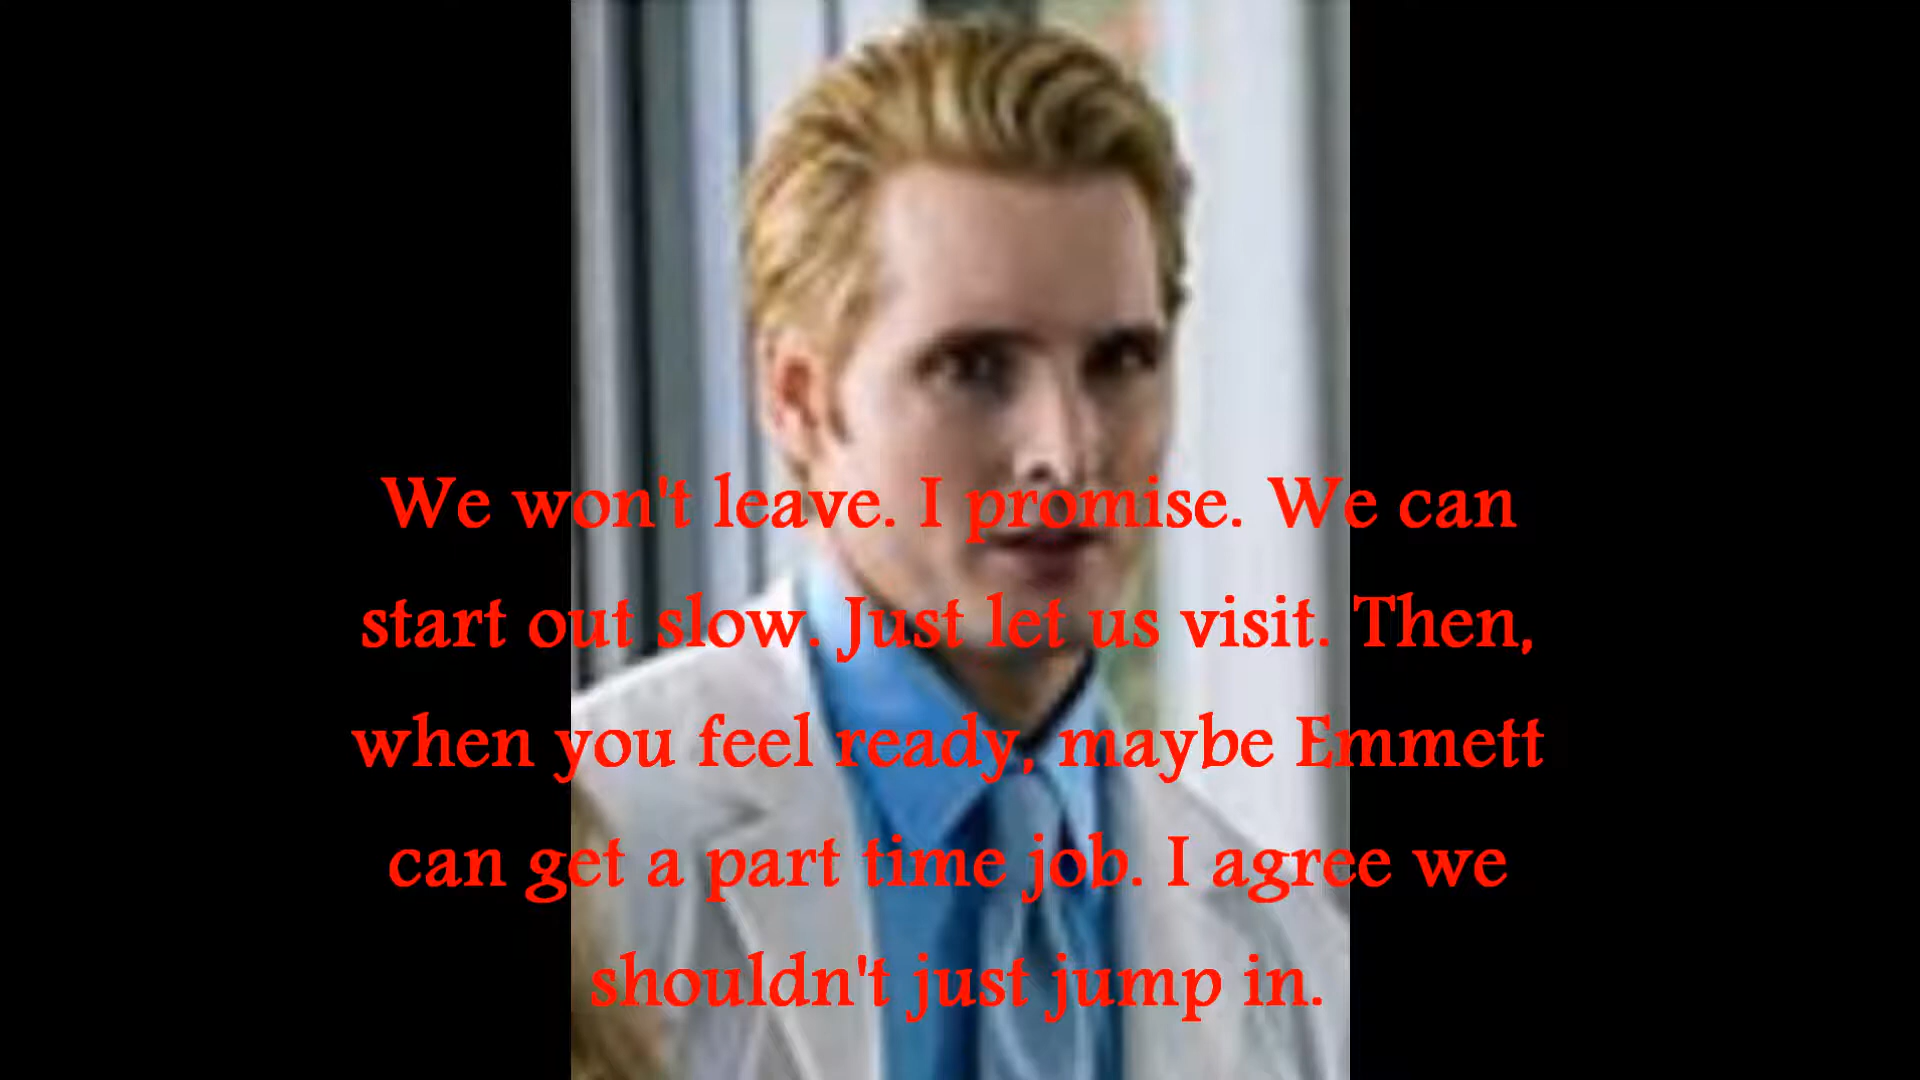 We won't leave. I promise. We can
start out slow. Just let us visit. Then,
when you feel ready, maybe Emmett
can get a part time job. I agree we
shouldn't just jump in.